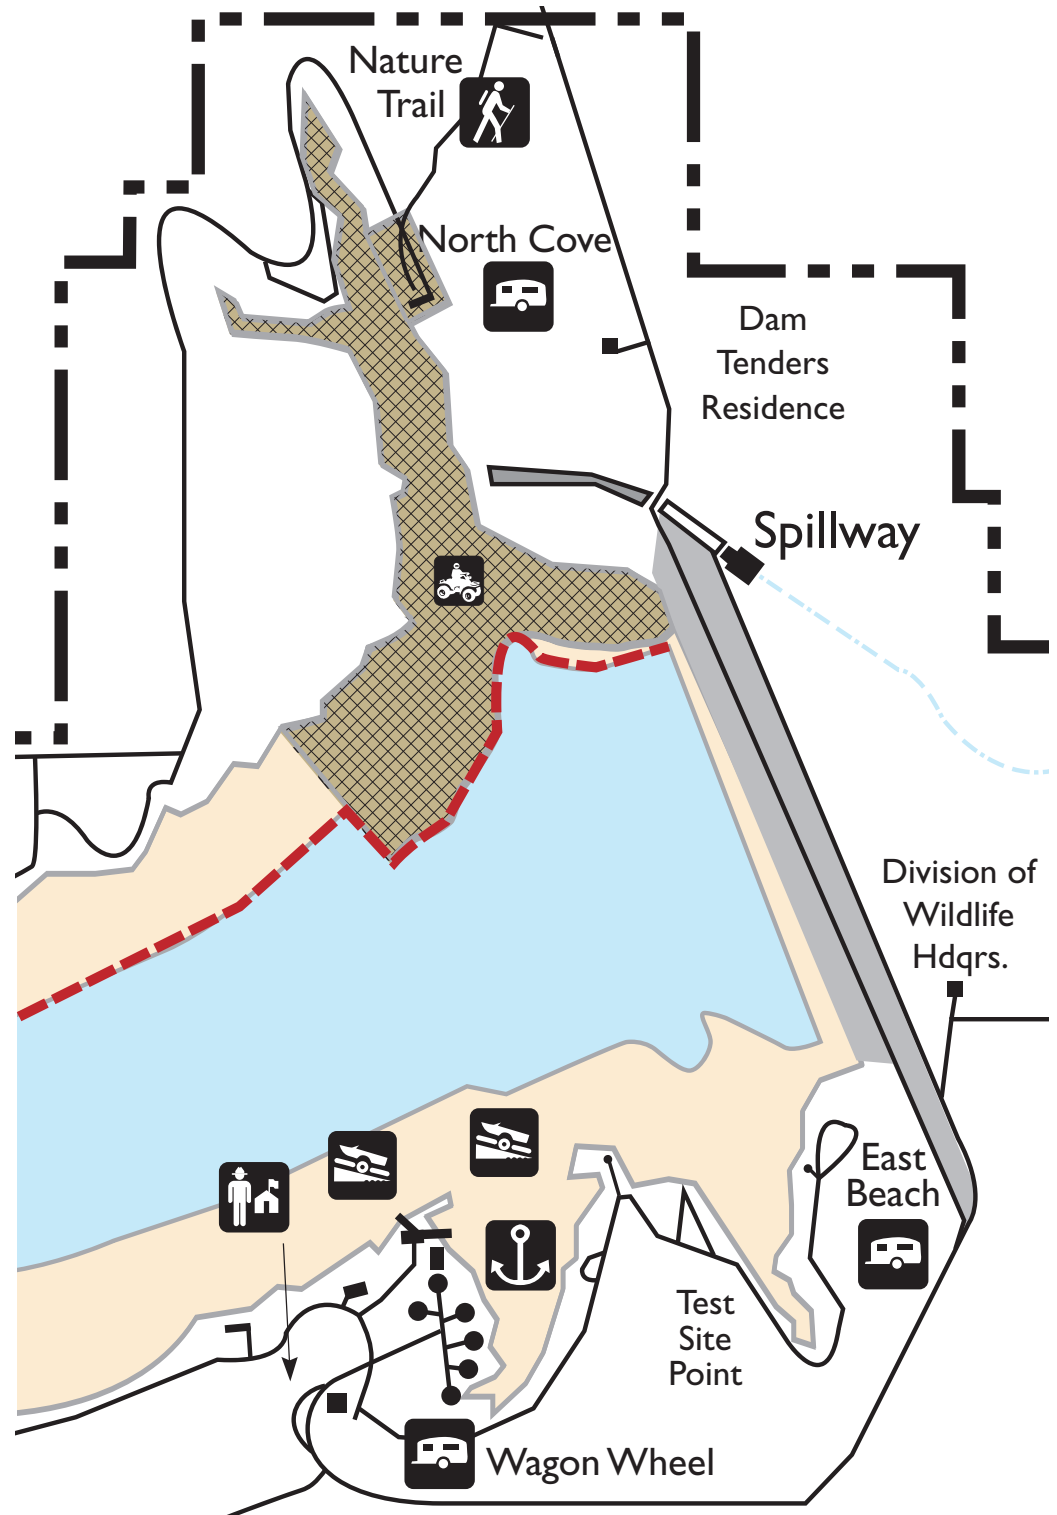 Nature
Trail
North Cove
Dam
Tenders
Residence
Spillway
Division of
Wildlife
Hdqrs.
East
Beach
Test
Site
Point
Wagon Wheel